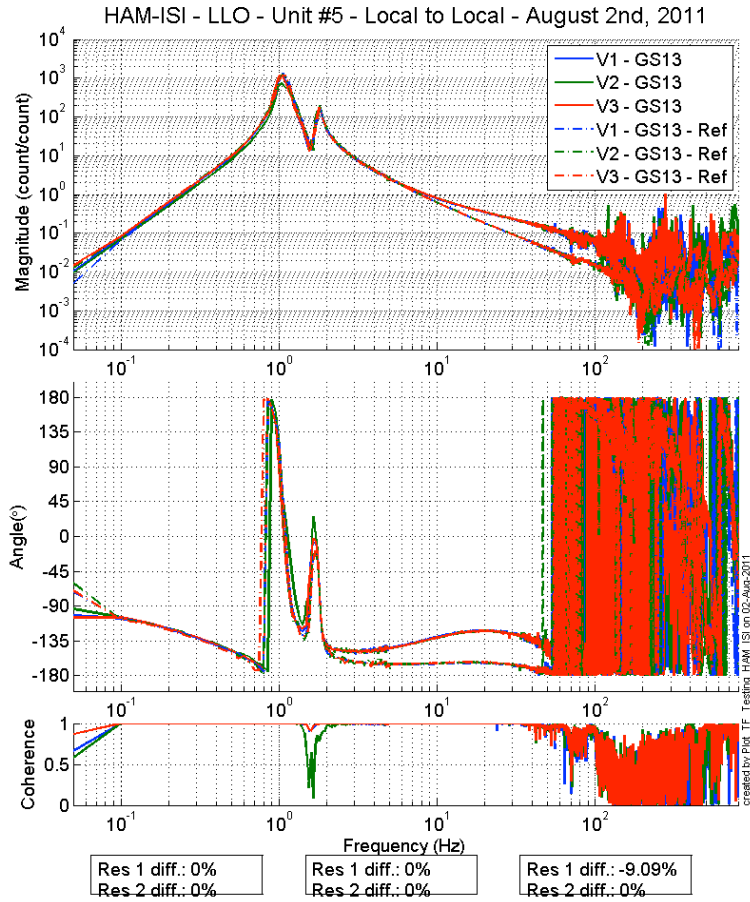 HAM-ISI - LLO - Unit #5 - Local to Local - August 2nd, 2011
Magnitude (count/count)
10^4
10^3
10^2
10^1
10^0
10^-1
10^-2
10^-3
10^-4
V1 - GS13
V2 - GS13
V3 - GS13
V1 - GS13 - Ref
V2 - GS13 - Ref
V3 - GS13 - Ref
10^-1
10^0
10^1
10^2
Angle(°)
180
135
90
45
0
-45
-90
-135
-180
10^-1
10^0
10^1
10^2
Coherence
1
0.5
0
10^-1
10^0
10^1
10^2
Frequency (Hz)
created by Plot_TF_Testing_HAM_ISI on 02-Aug-2011
Res 1 diff.: 0%
Res 2 diff.: 0%
Res 1 diff.: 0%
Res 2 diff.: 0%
Res 1 diff.: -9.09%
Res 2 diff.: 0%